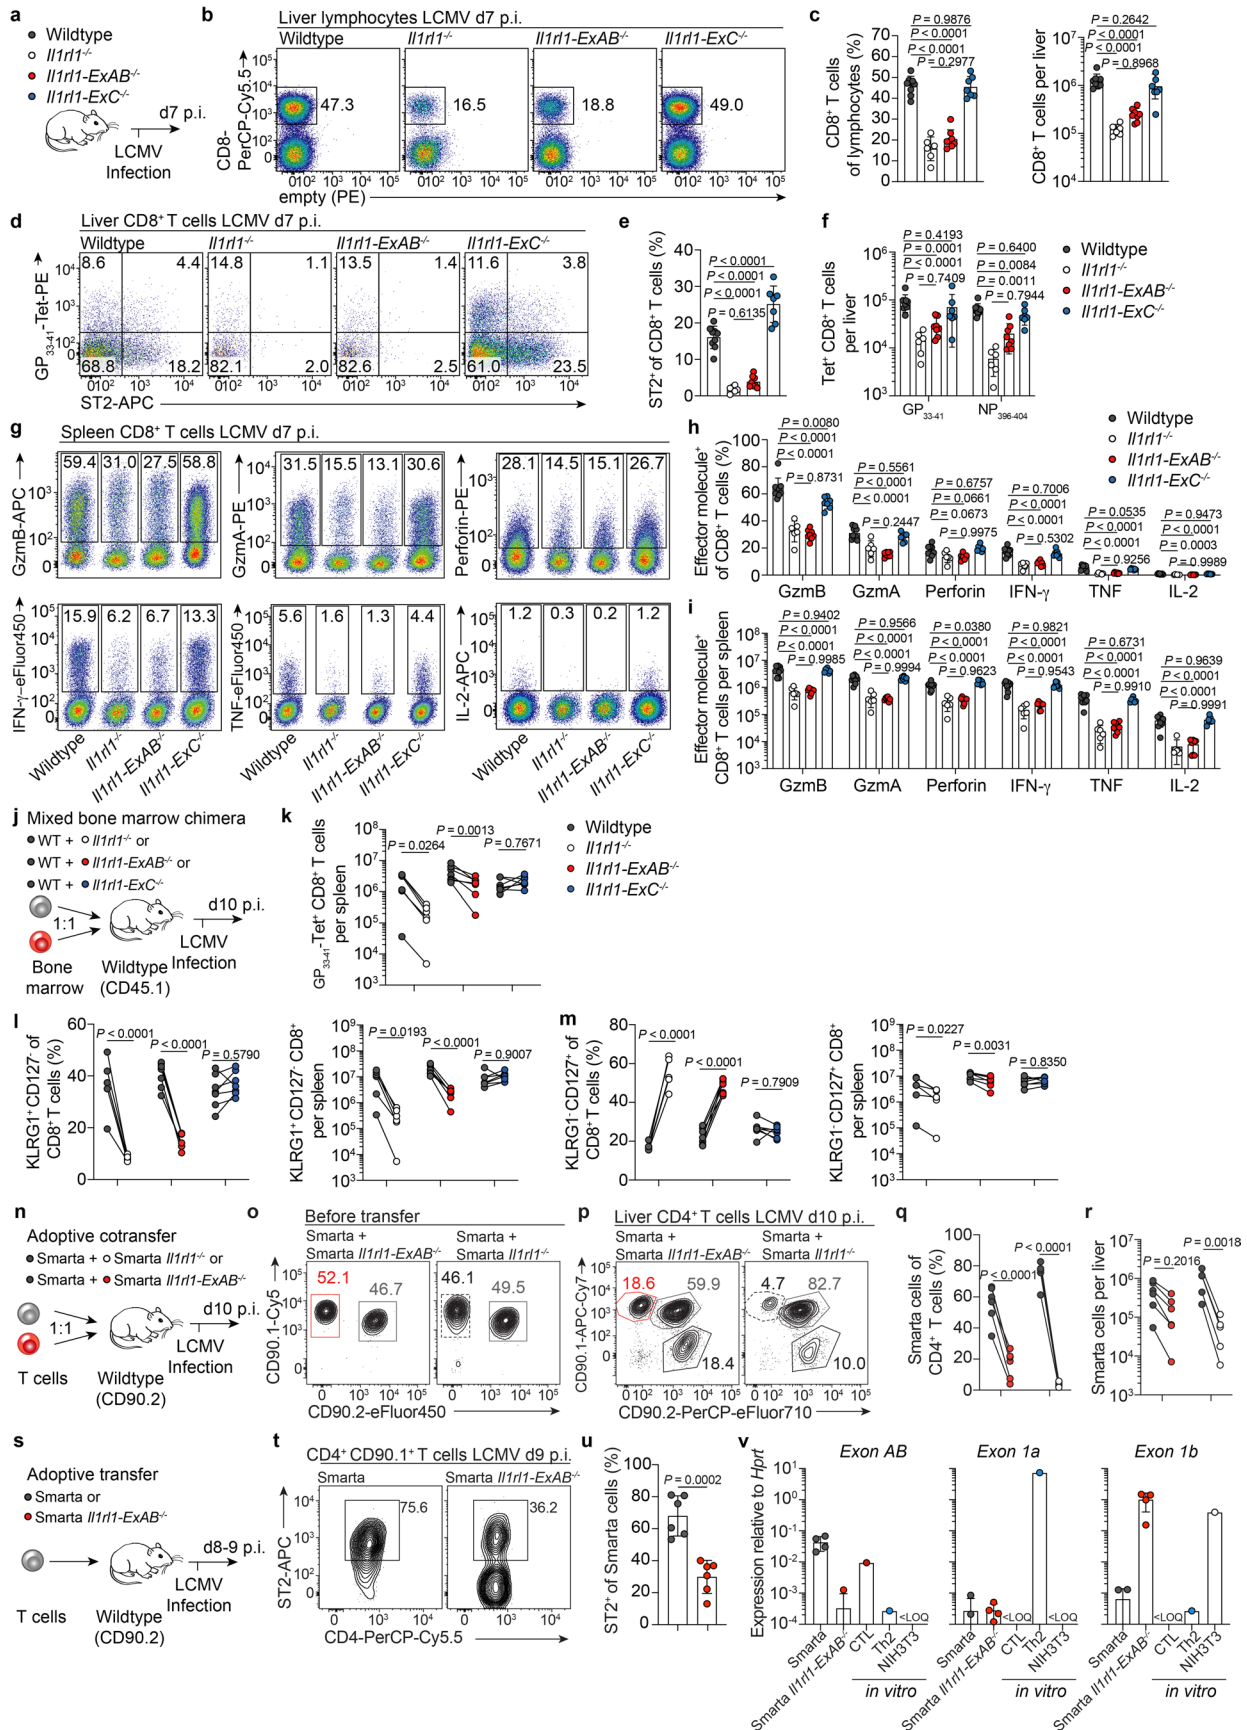 a
Wildtype
Il1rl1-/-
Il1rl1-ExAB-/-
Il1rl1-ExC-/-
d7 p.i.
LCMV
Infection
b
Liver lymphocytes LCMV d7 p.i.
Wildtype Il1rl1-/- Il1rl1-ExAB-/- Il1rl1-ExC-/-
CD8-
PerCP-Cy5.5
47.3 16.5 18.8 49.0
empty (PE)
c
CD8+ T cells
of lymphocytes (%)
P = 0.9876
P < 0.0001
P < 0.0001
P = 0.2977
CD8+ T cells per liver
P = 0.2642
P < 0.0001
P < 0.0001
P = 0.8968
d
Liver CD8+ T cells LCMV d7 p.i.
Wildtype Il1rl1-/- Il1rl1-ExAB-/- Il1rl1-ExC-/-
8.6 4.4 14.8 1.1 13.5 1.4 11.6 3.8
68.8 18.2 82.1 2.0 82.6 2.5 61.0 23.5
GP33-41-Tet-PE
ST2-APC
e
ST2+ of CD8+ T cells (%)
P < 0.0001
P < 0.0001
P < 0.0001
P = 0.6135
f
Tet+ CD8+ T cells
per liver
P = 0.4193
P < 0.0001
P = 0.0001
P = 0.7409
P = 0.6400
P = 0.0084
P = 0.0011
P = 0.7944
GP33-41 NP396-404
Wildtype
Il1rl1-/-
Il1rl1-ExAB-/-
Il1rl1-ExC-/-
g
Spleen CD8+ T cells LCMV d7 p.i.
GzmB-APC
59.4 31.0 27.5 58.8
GzmA-PE
31.5 15.5 13.1 30.6
Perforin-PE
28.1 14.5 15.1 26.7
IFN-γ-eFluor450
15.9 6.2 6.7 13.3
TNF-eFluor450
5.6 1.6 1.3 4.4
IL-2-APC
1.2 0.3 0.2 1.2
Wildtype Il1rl1-/- Il1rl1-ExAB-/- Il1rl1-ExC-/-
Wildtype Il1rl1-/- Il1rl1-ExAB-/- Il1rl1-ExC-/-
Wildtype Il1rl1-/- Il1rl1-ExAB-/- Il1rl1-ExC-/-
h
Effector molecule+
of CD8+ T cells (%)
P = 0.0080
P < 0.0001
P < 0.0001
P = 0.8731
P = 0.5561
P < 0.0001
P < 0.0001
P = 0.2447
P = 0.6757
P = 0.0661
P = 0.0673
P = 0.9975
P = 0.7006
P < 0.0001
P < 0.0001
P = 0.5302
P = 0.0535
P < 0.0001
P < 0.0001
P = 0.9256
P = 0.9473
P < 0.0001
P = 0.0003
P = 0.9989
GzmB GzmA Perforin IFN-γ TNF IL-2
Wildtype
Il1rl1-/-
Il1rl1-ExAB-/-
Il1rl1-ExC-/-
i
Effector molecule+
CD8+ T cells per spleen
P = 0.9402
P < 0.0001
P < 0.0001
P = 0.9985
P = 0.9566
P < 0.0001
P < 0.0001
P = 0.9994
P = 0.0380
P < 0.0001
P < 0.0001
P = 0.9623
P = 0.9821
P < 0.0001
P < 0.0001
P = 0.9543
P = 0.6731
P < 0.0001
P < 0.0001
P = 0.9910
P = 0.9639
P < 0.0001
P < 0.0001
P = 0.9991
GzmB GzmA Perforin IFN-γ TNF IL-2
j
Mixed bone marrow chimera
WT + Il1rl1-/- or
WT + Il1rl1-ExAB-/- or
WT + Il1rl1-ExC-/-
1:1
d10 p.i.
LCMV
Infection
Bone
marrow
Wildtype
(CD45.1)
k
GP33-41-Tet+ CD8+ T cells
per spleen
P = 0.0264
P = 0.0013
P = 0.7671
Wildtype
Il1rl1-/-
Il1rl1-ExAB-/-
Il1rl1-ExC-/-
l
KLRG1+ CD127- of
CD8+ T cells (%)
P < 0.0001
P < 0.0001
P = 0.5790
KLRG1+ CD127- CD8+
per spleen
P = 0.0193
P < 0.0001
P = 0.9007
m
KLRG1- CD127+ of
CD8+ T cells (%)
P < 0.0001
P < 0.0001
P = 0.7909
KLRG1- CD127+ CD8+
per spleen
P = 0.0227
P = 0.0031
P = 0.8350
n
Adoptive cotransfer
Smarta + Smarta Il1rl1-/- or
Smarta + Smarta Il1rl1-ExAB-/-
1:1
d10 p.i.
LCMV
Infection
T cells
Wildtype
(CD90.2)
o
Before transfer
Smarta +
Smarta Il1rl1-ExAB-/-
Smarta +
Smarta Il1rl1-/-
52.1 46.7 46.1 49.5
CD90.1-Cy5
CD90.2-eFluor450
p
Liver CD4+ T cells LCMV d10 p.i.
Smarta +
Smarta Il1rl1-ExAB-/-
Smarta +
Smarta Il1rl1-/-
18.6 59.9 18.4
4.7 82.7 10.0
CD90.1-APC-Cy7
CD90.2-PerCP-eFluor710
q
Smarta cells of
CD4+ T cells (%)
P < 0.0001
P < 0.0001
r
Smarta cells per liver
P = 0.2016
P = 0.0018
s
Adoptive transfer
Smarta or
Smarta Il1rl1-ExAB-/-
d8-9 p.i.
LCMV
Infection
T cells
Wildtype
(CD90.2)
t
CD4+ CD90.1+ T cells LCMV d9 p.i.
Smarta Smarta Il1rl1-ExAB-/-
75.6 36.2
ST2-APC
CD4-PerCP-Cy5.5
u
ST2+ of Smarta cells (%)
P = 0.0002
v
Exon AB Exon 1a Exon 1b
Expression relative to Hprt
<LOQ <LOQ <LOQ <LOQ
Smarta Smarta Il1rl1-ExAB-/- CTL Th2 NIH3T3
Smarta Smarta Il1rl1-ExAB-/- CTL Th2 NIH3T3
Smarta Smarta Il1rl1-ExAB-/- CTL Th2 NIH3T3
in vitro in vitro in vitro